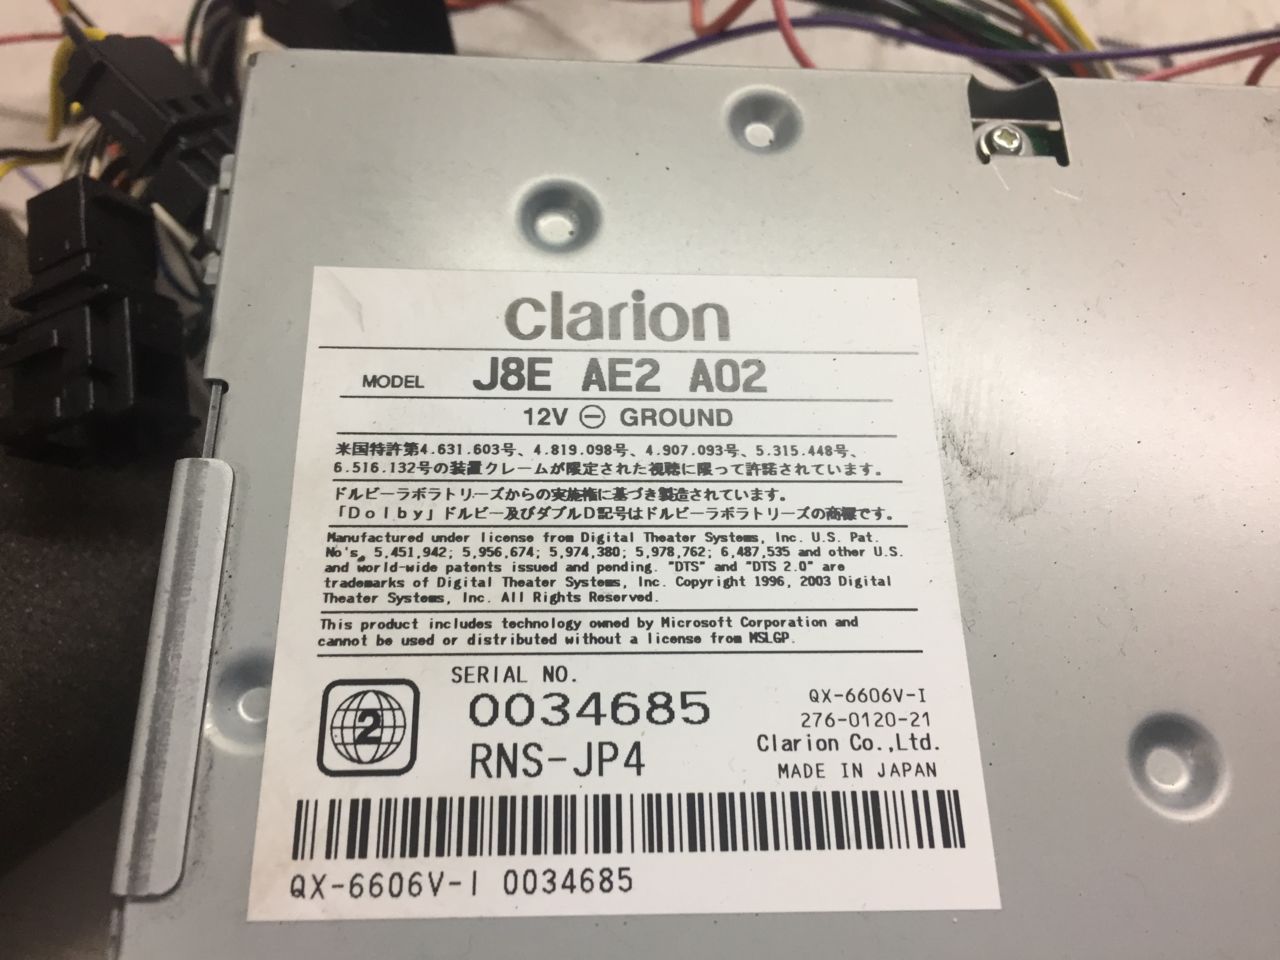 clarion
MODEL J8E AE2 A02
12V ⊖ GROUND
米国特許第4.631.603号、4.819.098号、4.907.093号、5.315.448号、
6.516.132号の装置クレームが限定された視聴に限って許諾されています。
ドルビーラボラトリーズからの実施権に基づき製造されています。
「Dolby」ドルビー及びダブルD記号はドルビーラボラトリーズの商標です。
Manufactured under license from Digital Theater Systems, Inc. U.S. Pat.
No's, 5,451,942; 5,956,674; 5,974,380; 5,978,762; 6,487,535 and other U.S.
and world-wide patents issued and pending. "DTS" and "DTS 2.0" are
trademarks of Digital Theater Systems, Inc. Copyright 1996, 2003 Digital
Theater Systems, Inc. All Rights Reserved.
This product includes technology owned by Microsoft Corporation and
cannot be used or distributed without a license from MSLGP.
SERIAL NO.
0034685
RNS-JP4
2
QX-6606V-I
276-0120-21
Clarion Co.,Ltd.
MADE IN JAPAN
QX-6606V-I 0034685